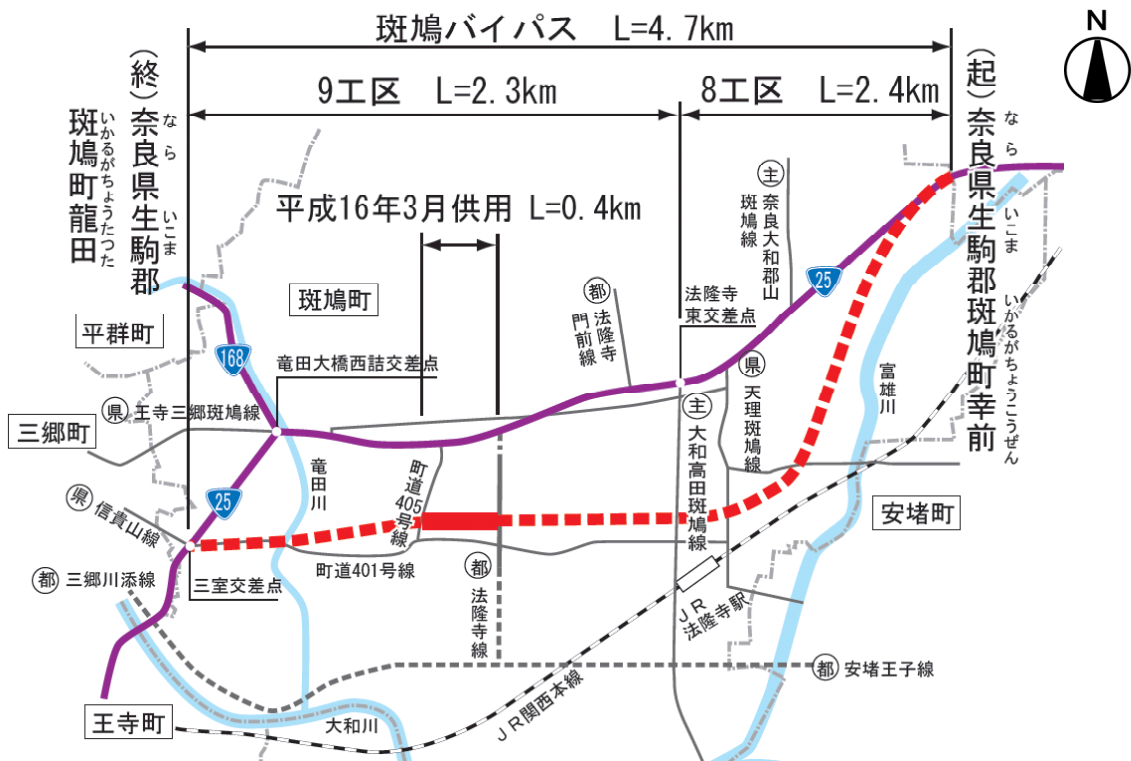 斑鳩バイパス L=4.7km
N
9工区 L=2.3km
8工区 L=2.4km
(終)奈良県生駒郡
なら いこま
斑鳩町龍田
いかるがちょうたつた
(起)奈良県生駒郡斑鳩町幸前
なら いこま いかるがちょうこうぜん
平成16年3月供用 L=0.4km
主 奈良大和郡山
斑鳩線
25
斑鳩町
都 法隆寺
門前線
法隆寺
東交差点
平群町
168
竜田大橋西詰交差点
県 天理斑鳩線
富雄川
県 王寺三郷斑鳩線
三郷町
主 大和高田斑鳩線
竜田川
町道405号線
25
県 信貴山線
安堵町
町道401号線
都 法隆寺線
都 三郷川添線
三室交差点
JR
法隆寺駅
都 安堵王子線
王寺町
大和川
JR関西本線